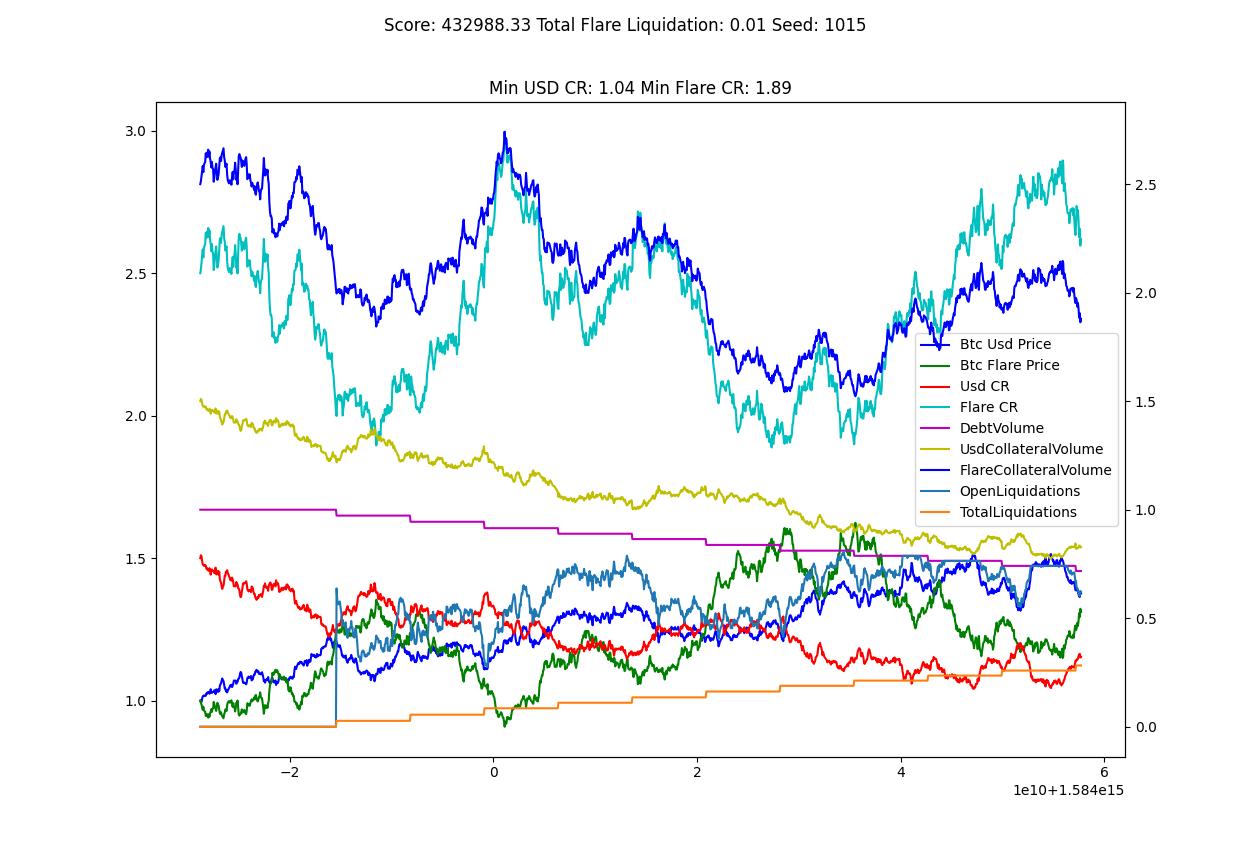 Score: 432988.33 Total Flare Liquidation: 0.01 Seed: 1015
Min USD CR: 1.04 Min Flare CR: 1.89
3.0
2.5
2.0
1.5
1.0
2.5
2.0
1.5
1.0
0.5
0.0
Btc Usd Price
Btc Flare Price
Usd CR
Flare CR
DebtVolume
UsdCollateralVolume
FlareCollateralVolume
OpenLiquidations
TotalLiquidations
−2 0 2 4 6
1e10+1.584e15